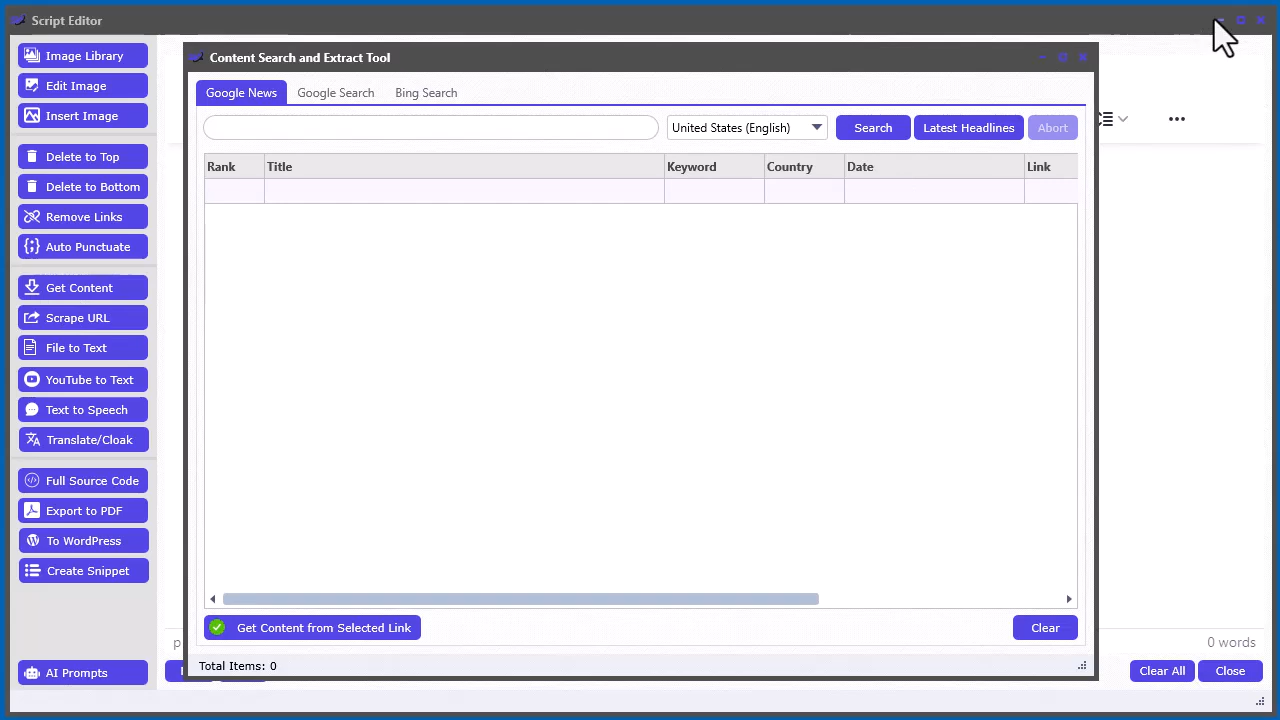 Script Editor
Image Library
Edit Image
Insert Image
Delete to Top
Delete to Bottom
Remove Links
Auto Punctuate
Get Content
Scrape URL
File to Text
YouTube to Text
Text to Speech
Translate/Cloak
Full Source Code
Export to PDF
To WordPress
Create Snippet
AI Prompts
Content Search and Extract Tool
Google News Google Search Bing Search
United States (English) Search Latest Headlines Abort
Rank Title Keyword Country Date Link
Get Content from Selected Link Clear
Total Items: 0
p 0 words
Clear All Close